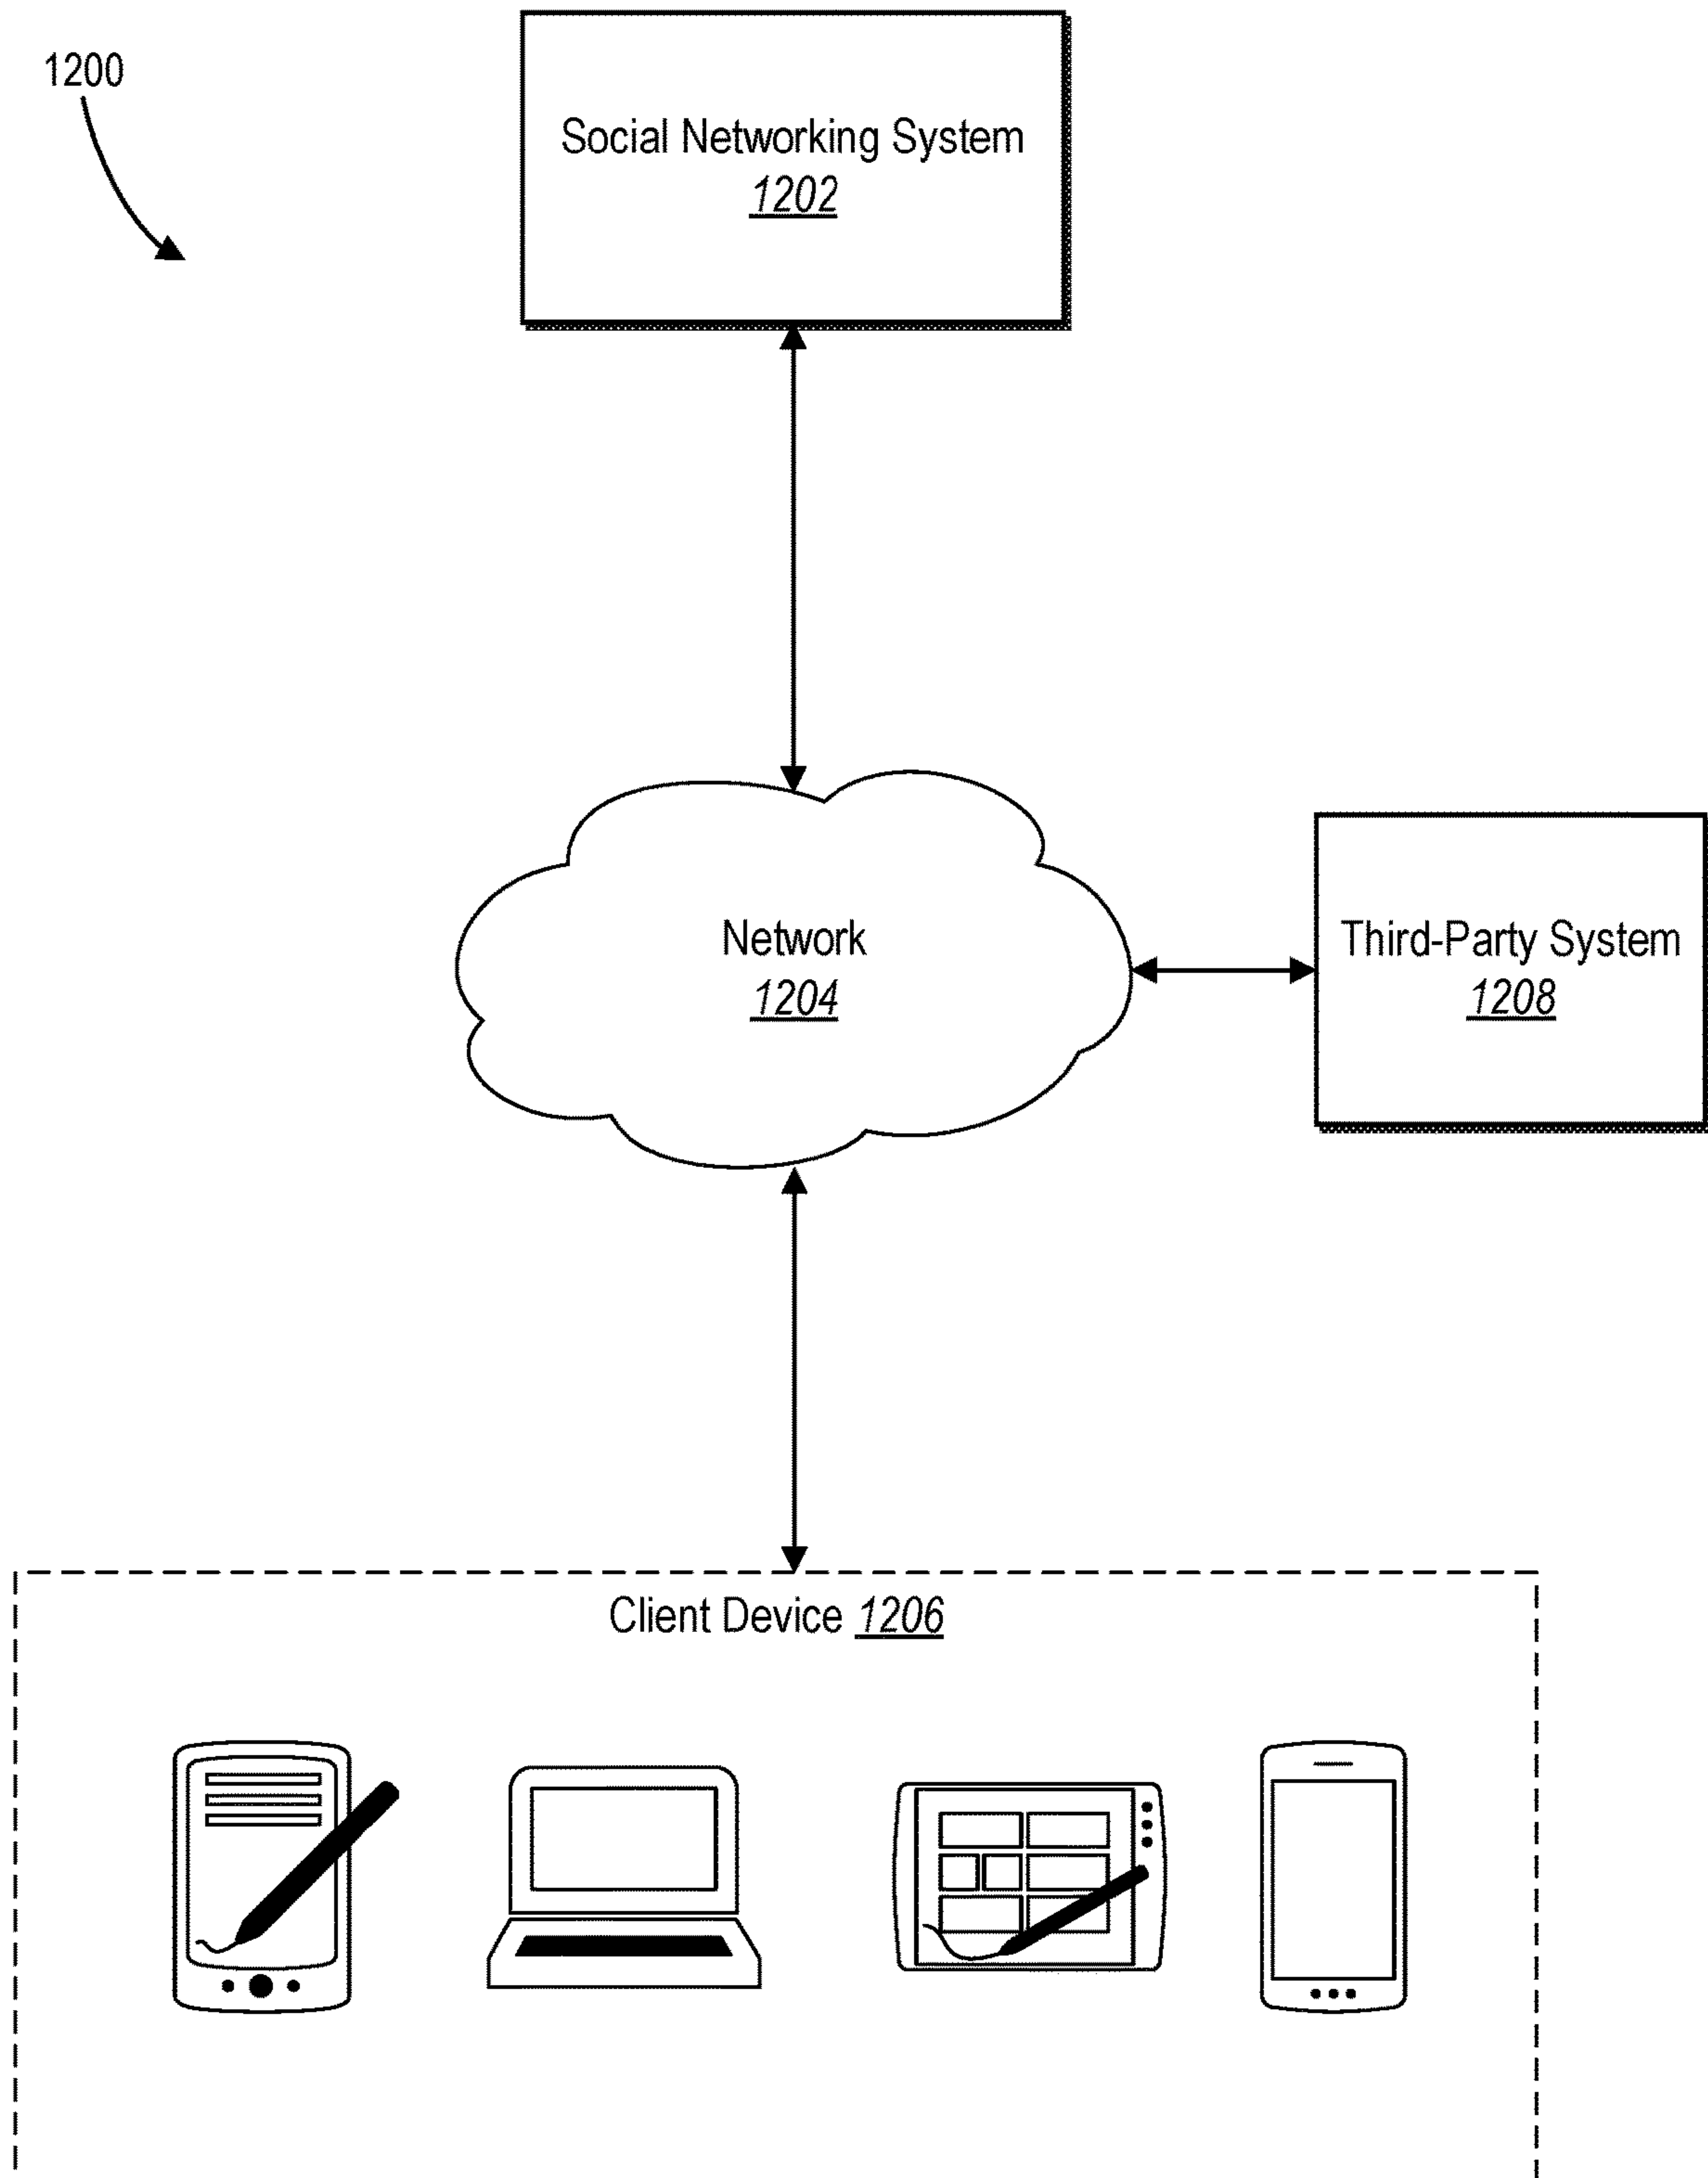 1200
Social Networking System
1202
Network
1204
Third-Party System
1208
Client Device 1206